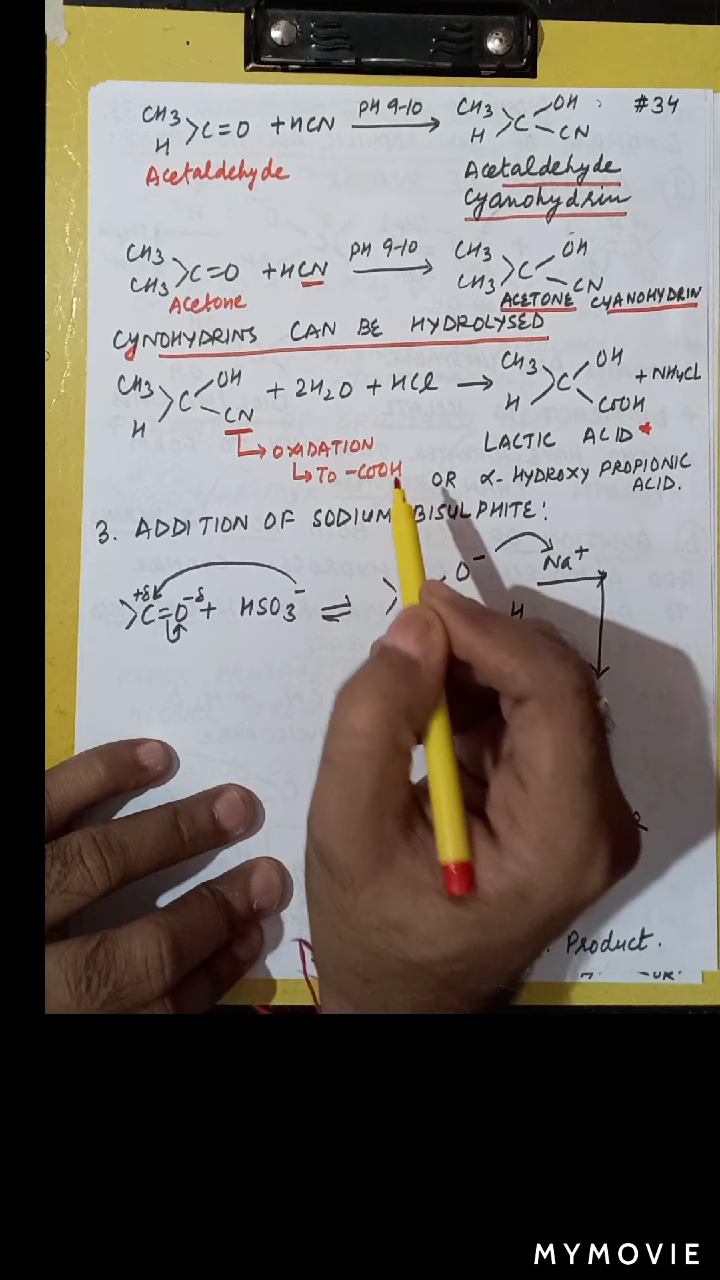 #34
CH3 H >C=O + HCN PH 9-10 → CH3 H >C OH CN
Acetaldehyde
Acetaldehyde
Cyanohydrin
CH3 CH3 >C=O + HCN PH 9-10 → CH3 CH3 >C OH CN
Acetone
ACETONE CYANOHYDRIN
CYNOHYDRINS CAN BE HYDROLYSED
CH3 H >C OH CN + 2H2O + HCl → CH3 H >C OH COOH + NH4Cl
OXIDATION
TO -COOH
LACTIC ACID *
OR α-HYDROXY PROPIONIC
ACID.
3. ADDITION OF SODIUM BISULPHITE:
>C+δ=O-δ + HSO3- ⇌ > O- Na+
H
Product.
MYMOVIE